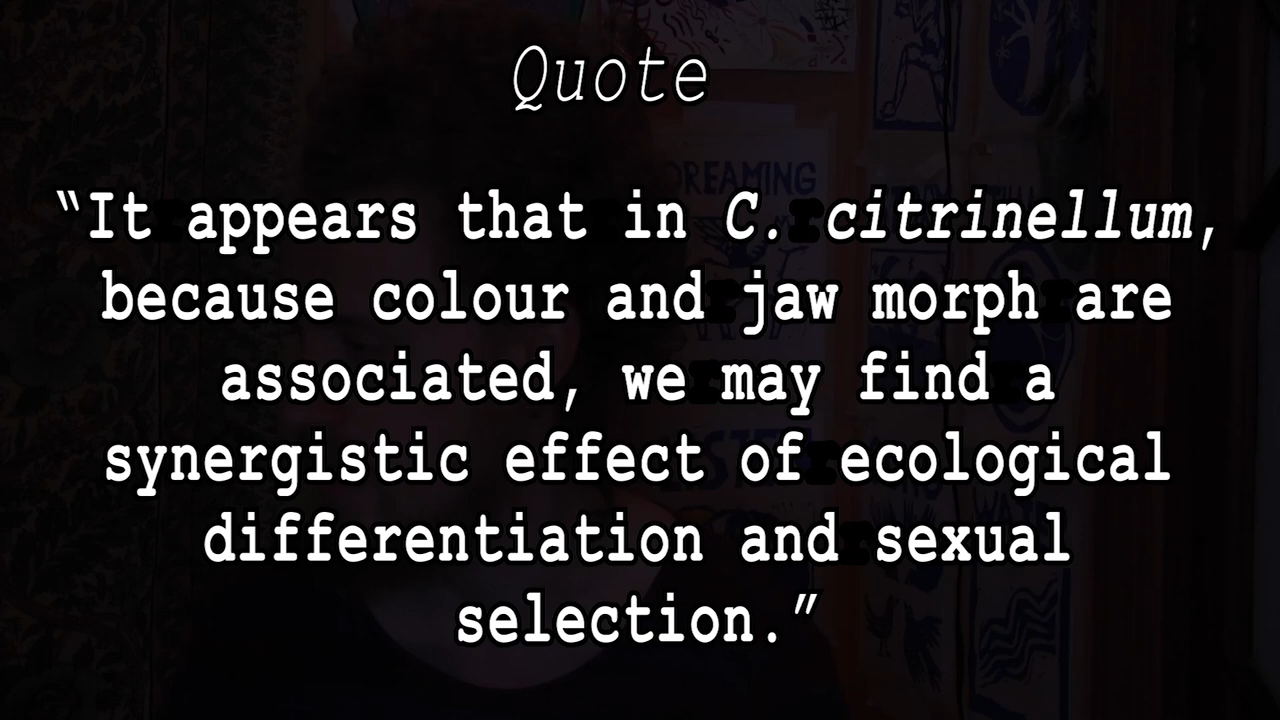 Quote
“It appears that in C. citrinellum,
because colour and jaw morph are
associated, we may find a
synergistic effect of ecological
differentiation and sexual
selection.”
DREAMING